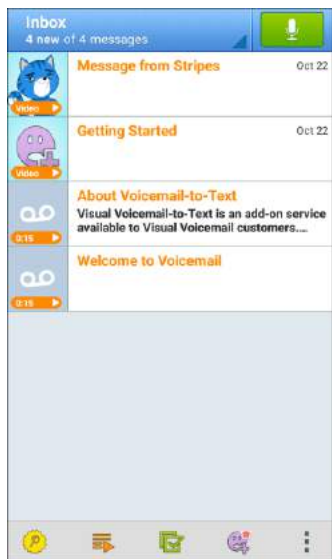 Inbox
4 new of 4 messages
Message from Stripes
Oct 22
Video
Getting Started
Oct 22
Video
About Voicemail-to-Text
Visual Voicemail-to-Text is an add-on service
available to Visual Voicemail customers....
0:15
Welcome to Voicemail
0:15